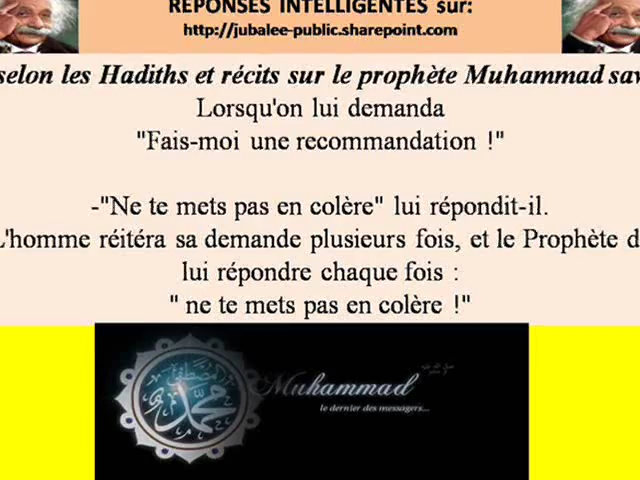 REPONSES INTELLIGENTES sur:
http://jubalee-public.sharepoint.com
selon les Hadiths et récits sur le prophète Muhammad sav
Lorsqu'on lui demanda
"Fais-moi une recommandation !"
-"Ne te mets pas en colère" lui répondit-il.
L'homme réitéra sa demande plusieurs fois, et le Prophète d
lui répondre chaque fois :
" ne te mets pas en colère !"
محمد
Muhammad
le dernier des messagers...